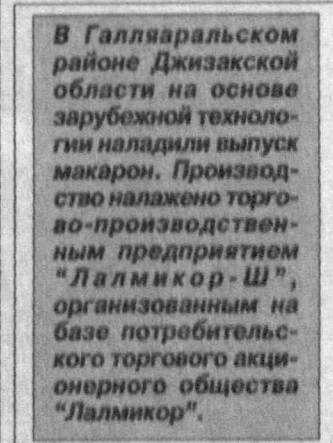 В Галляаральском
районе Джизакской
области на основе
зарубежной техноло-
гии наладили выпуск
макарон. Производ-
ство налажено торго-
во-производствен-
ным предприятием
"Лалмикор-Ш",
организованным на
базе потребительс-
кого торгового акци-
онерного общества
"Лалмикор".